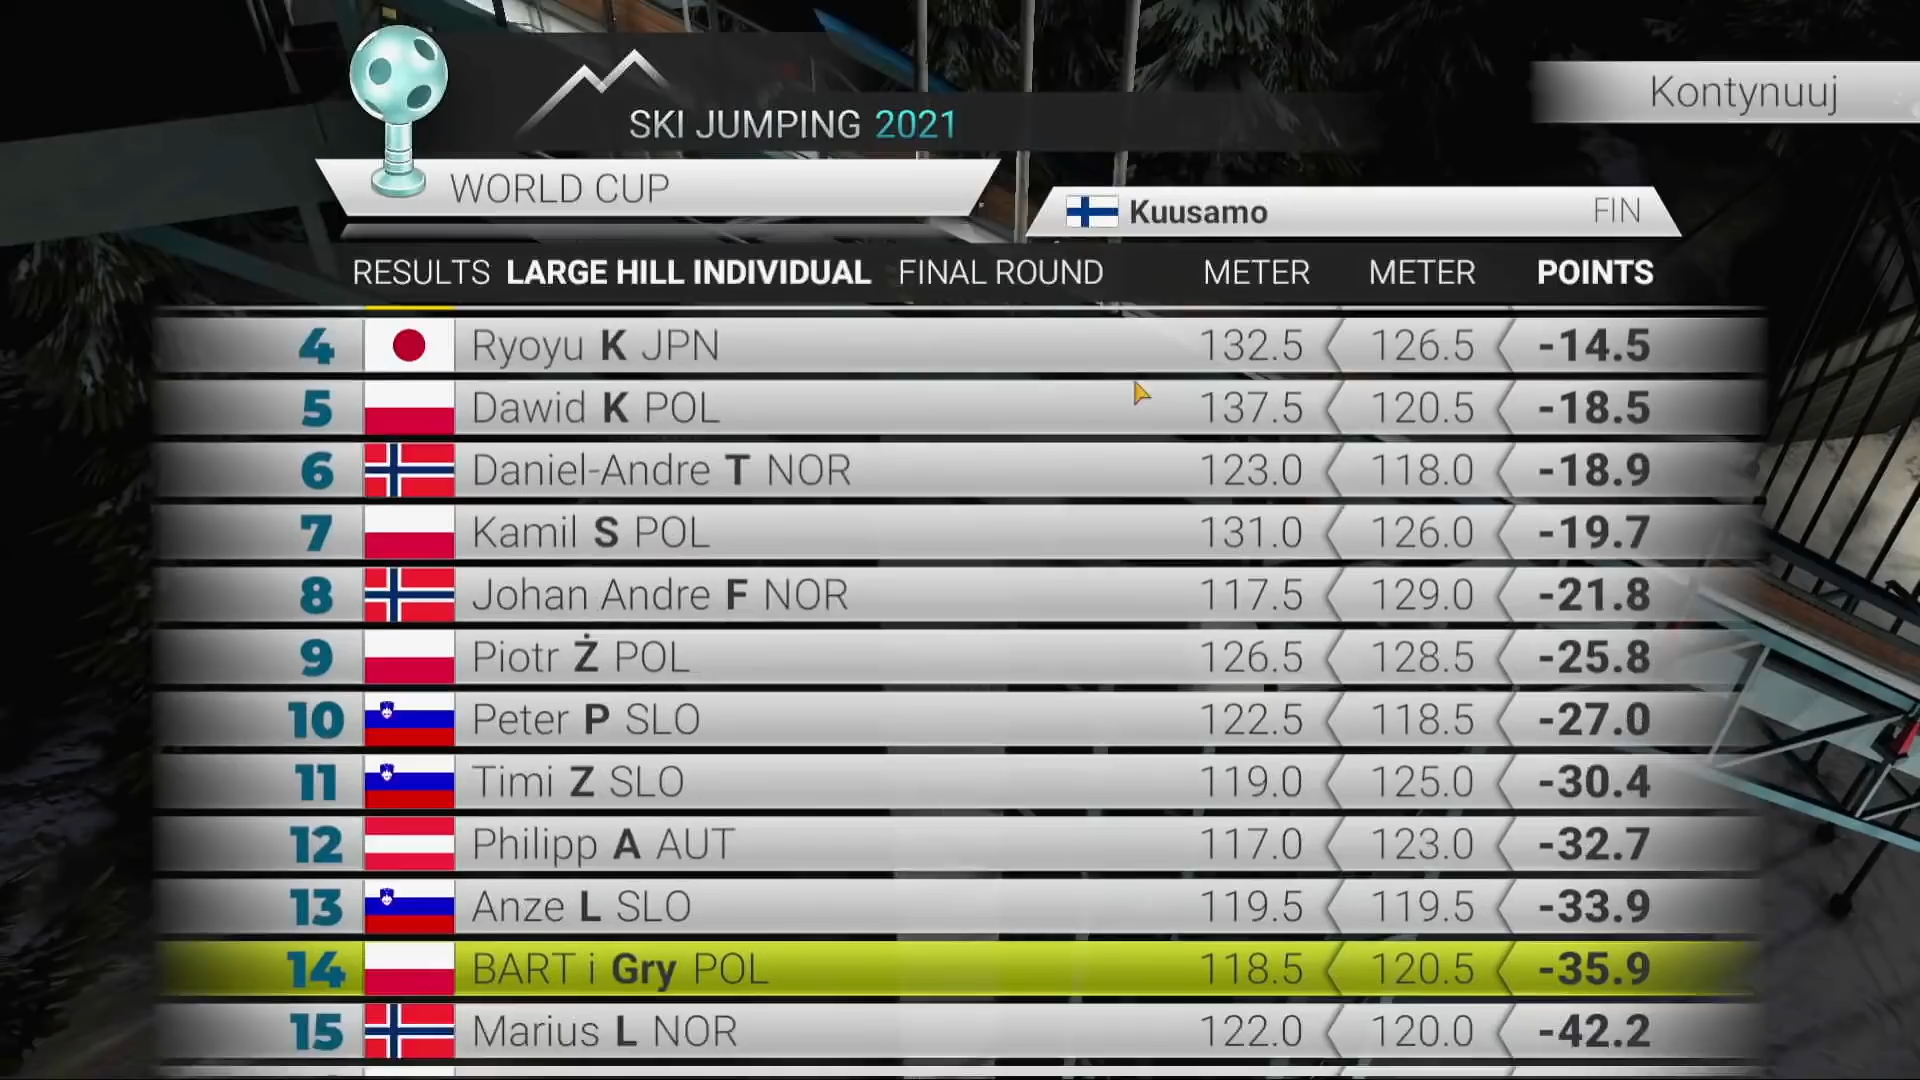 SKI JUMPING 2021
Kontynuuj
WORLD CUP
Kuusamo FIN
RESULTS LARGE HILL INDIVIDUAL FINAL ROUND METER METER POINTS
4 Ryoyu K JPN 132.5 126.5 -14.5
5 Dawid K POL 137.5 120.5 -18.5
6 Daniel-Andre T NOR 123.0 118.0 -18.9
7 Kamil S POL 131.0 126.0 -19.7
8 Johan Andre F NOR 117.5 129.0 -21.8
9 Piotr Ż POL 126.5 128.5 -25.8
10 Peter P SLO 122.5 118.5 -27.0
11 Timi Z SLO 119.0 125.0 -30.4
12 Philipp A AUT 117.0 123.0 -32.7
13 Anze L SLO 119.5 119.5 -33.9
14 BART i Gry POL 118.5 120.5 -35.9
15 Marius L NOR 122.0 120.0 -42.2